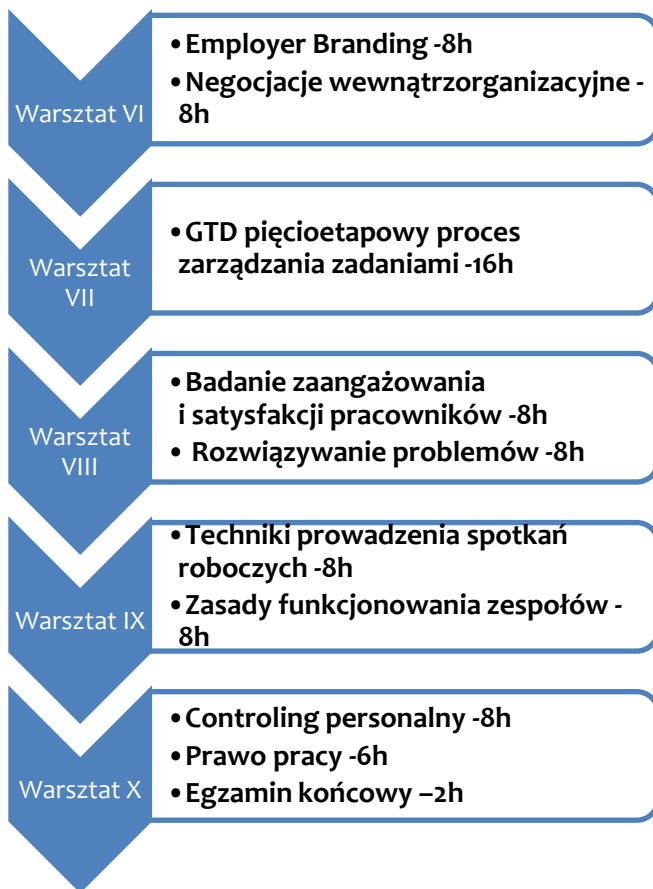 Warsztat VI
•Employer Branding -8h
•Negocjacje wewnątrzorganizacyjne -
8h
Warsztat
VII
•GTD pięcioetapowy proces
zarządzania zadaniami -16h
Warsztat
VIII
•Badanie zaangażowania
i satysfakcji pracowników -8h
• Rozwiązywanie problemów -8h
Warsztat IX
•Techniki prowadzenia spotkań
roboczych -8h
•Zasady funkcjonowania zespołów -
8h
Warsztat X
•Controling personalny -8h
•Prawo pracy -6h
•Egzamin końcowy –2h